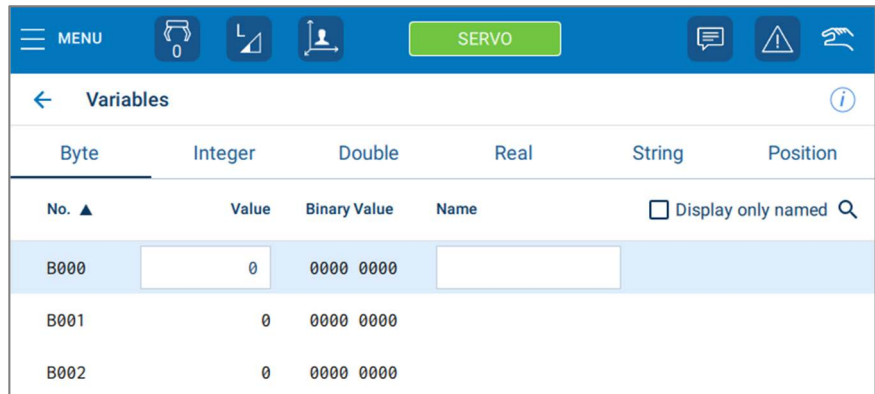 MENU 0 L SERVO
Variables i
Byte Integer Double Real String Position
No. ▲ Value Binary Value Name Display only named
B000 0 0000 0000
B001 0 0000 0000
B002 0 0000 0000